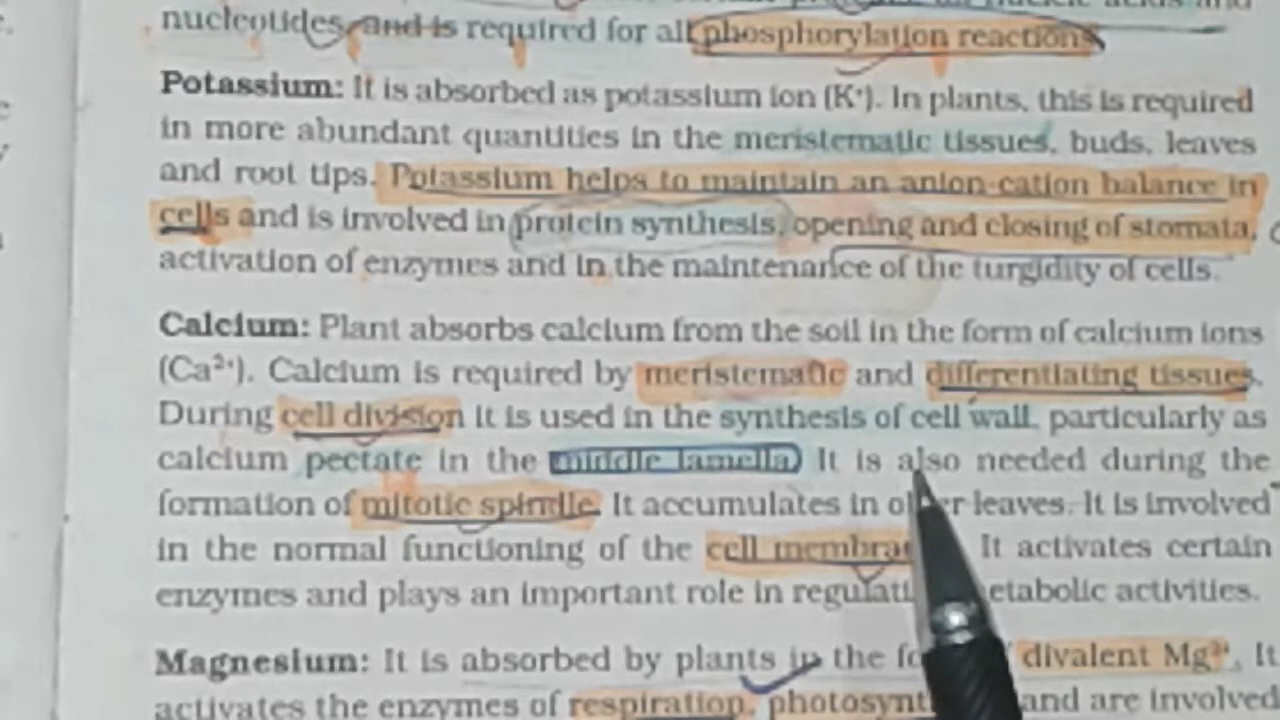 nucleotides, and is required for all phosphorylation reactions
Potassium: It is absorbed as potassium ion (K⁺). In plants, this is required
in more abundant quantities in the meristematic tissues, buds, leaves
and root tips. Potassium helps to maintain an anion-cation balance in
cells and is involved in protein synthesis, opening and closing of stomata,
activation of enzymes and in the maintenance of the turgidity of cells.
Calcium: Plant absorbs calcium from the soil in the form of calcium ions
(Ca²⁺). Calcium is required by meristematic and differentiating tissues.
During cell division it is used in the synthesis of cell wall, particularly as
calcium pectate in the middle lamella. It is also needed during the
formation of mitotic spindle. It accumulates in older leaves. It is involved
in the normal functioning of the cell membra It activates certain
enzymes and plays an important role in regulati etabolic activities.
Magnesium: It is absorbed by plants in the fo divalent Mg²⁺. It
activates the enzymes of respiration, photosynt and are involved